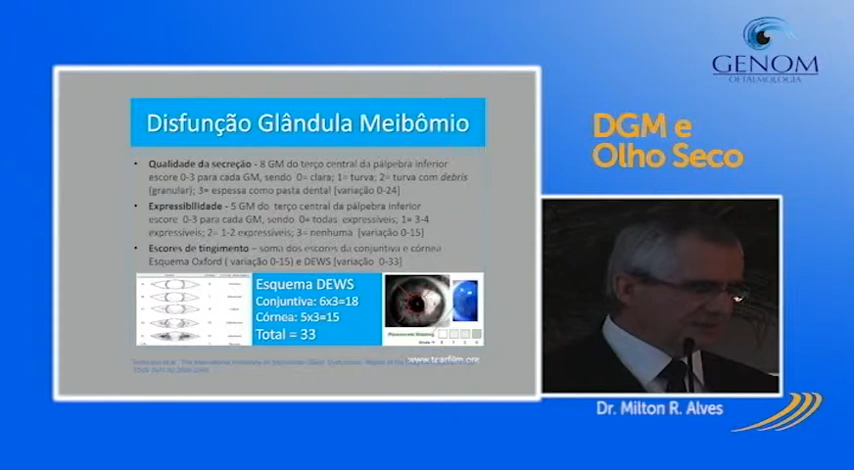 GENOM
OFTALMOLOGIA
DGM e
Olho Seco
Disfunção Glândula Meibômio
• Qualidade da secreção - 8 GM do terço central da pálpebra inferior
escore 0-3 para cada GM, sendo 0= clara; 1= turva; 2= turva com debris
(granular); 3= espessa como pasta dental [variação 0-24]
• Expressibilidade - 5 GM do terço central da pálpebra inferior
escore 0-3 para cada GM, sendo 0= todas expressíveis; 1= 3-4
expressíveis; 2= 1-2 expressíveis; 3= nenhuma [variação 0-15]
• Escores de tingimento – soma dos escores da conjuntiva e córnea
Esquema Oxford ( variação 0-15) e DEWS [variação 0-33]
Esquema DEWS
Conjuntiva: 6x3=18
Córnea: 5x3=15
Total = 33
www.tearfilm.org
Dr. Milton R. Alves